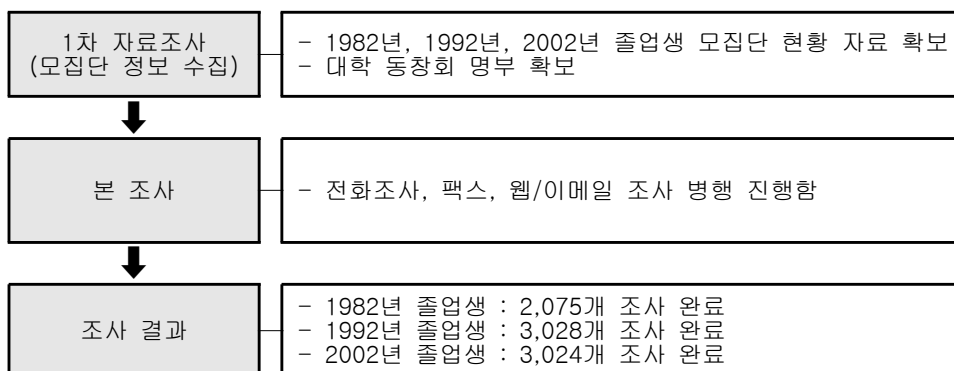 1차 자료조사
(모집단 정보 수집)
- 1982년, 1992년, 2002년 졸업생 모집단 현황 자료 확보
- 대학 동창회 명부 확보
본 조사
- 전화조사, 팩스, 웹/이메일 조사 병행 진행함
조사 결과
- 1982년 졸업생 : 2,075개 조사 완료
- 1992년 졸업생 : 3,028개 조사 완료
- 2002년 졸업생 : 3,024개 조사 완료